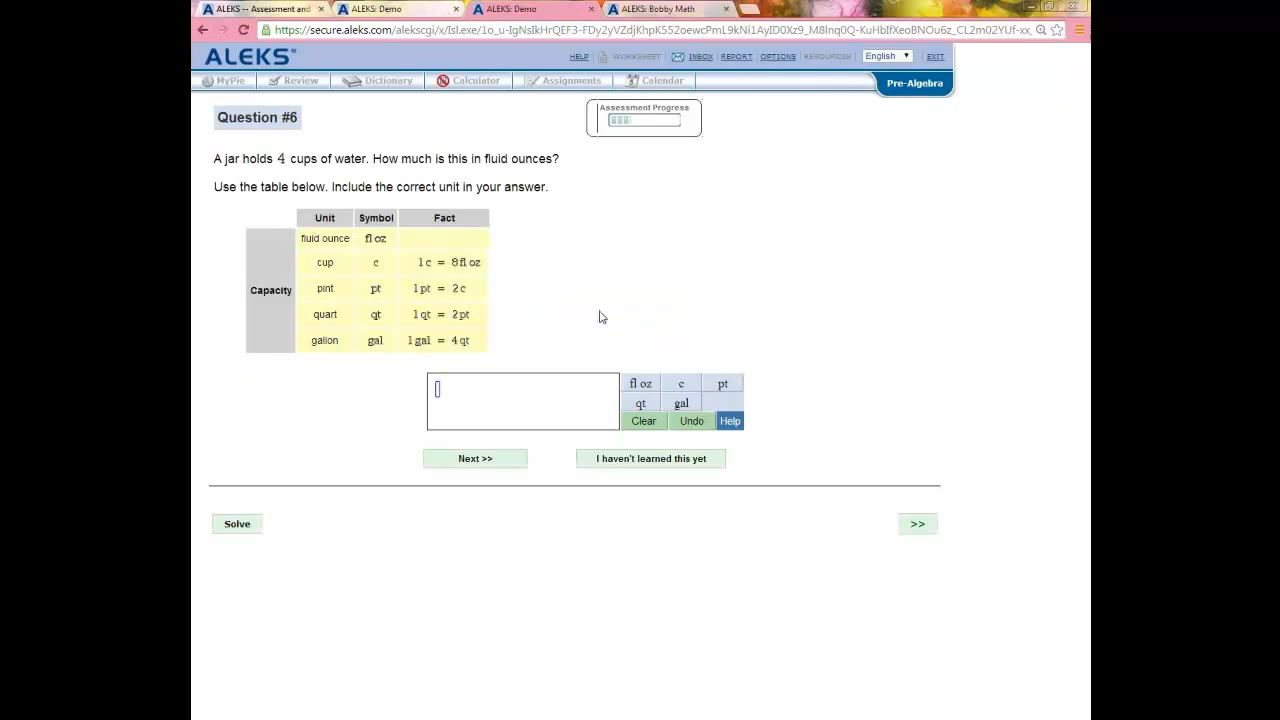 ALEKS -- Assessment and
ALEKS: Demo
ALEKS: Demo
ALEKS: Bobby Math
ALEKS
HELP WORKSHEET INBOX REPORT OPTIONS RESOURCES English EXIT
MyPie Review Dictionary Calculator Assignments Calendar
Pre-Algebra
Question #6
Assessment Progress
A jar holds 4 cups of water. How much is this in fluid ounces?
Use the table below. Include the correct unit in your answer.
Unit Symbol Fact
fluid ounce fl oz
cup c 1 c = 8 fl oz
Capacity
pint pt 1 pt = 2 c
quart qt 1 qt = 2 pt
gallon gal 1 gal = 4 qt
fl oz c pt
qt gal
Clear Undo Help
Next >> I haven't learned this yet
Solve >>